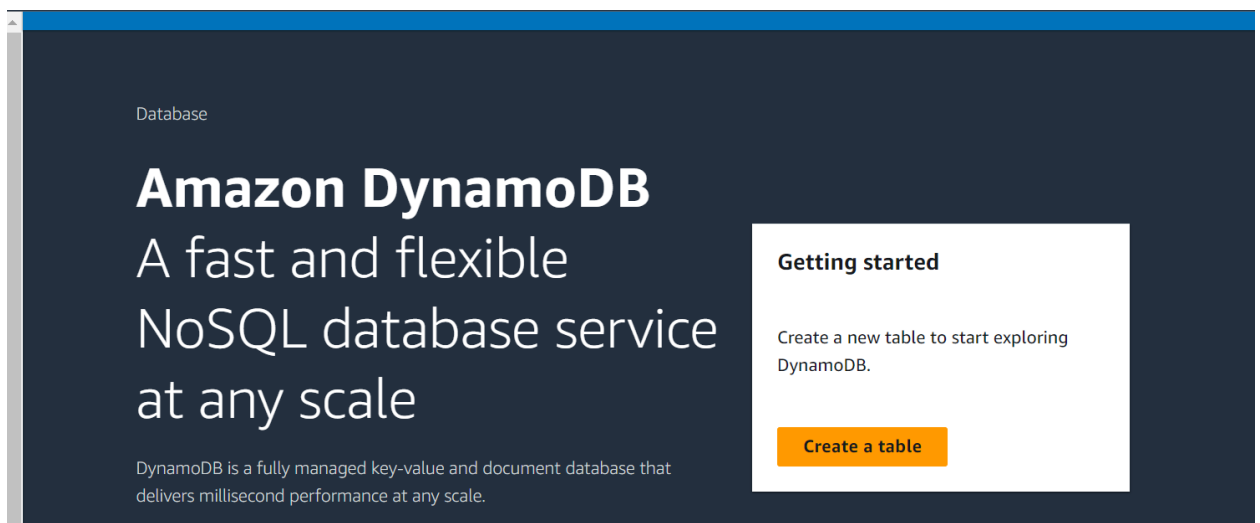 Database
Amazon DynamoDB
A fast and flexible
NoSQL database service
at any scale
DynamoDB is a fully managed key-value and document database that
delivers millisecond performance at any scale.
Getting started
Create a new table to start exploring
DynamoDB.
Create a table